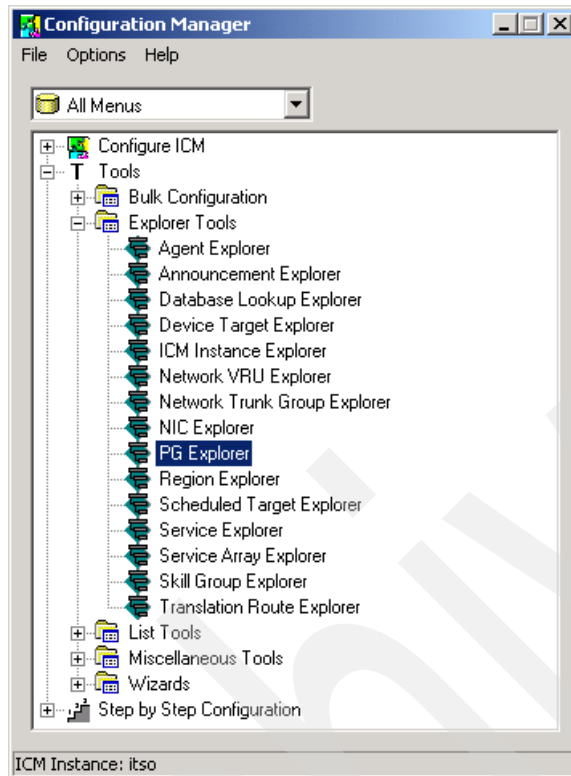 Configuration Manager
File Options Help
All Menus
Configure ICM
T Tools
Bulk Configuration
Explorer Tools
Agent Explorer
Announcement Explorer
Database Lookup Explorer
Device Target Explorer
ICM Instance Explorer
Network VRU Explorer
Network Trunk Group Explorer
NIC Explorer
PG Explorer
Region Explorer
Scheduled Target Explorer
Service Explorer
Service Array Explorer
Skill Group Explorer
Translation Route Explorer
List Tools
Miscellaneous Tools
Wizards
Step by Step Configuration
ICM Instance: itso